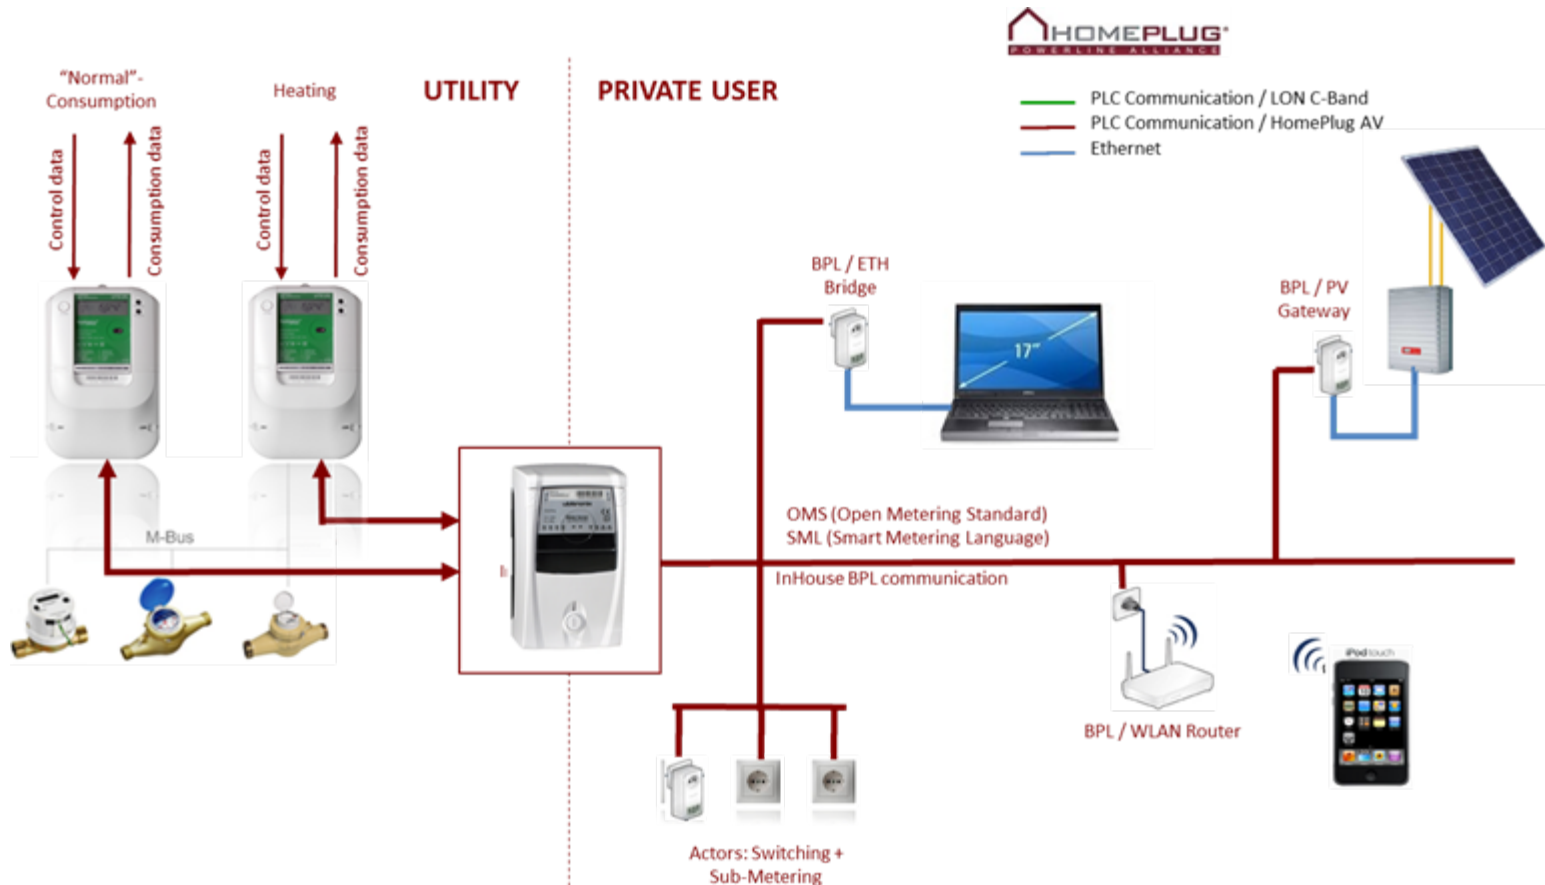 HOMEPLUG®
POWERLINE ALLIANCE
"Normal"-
Consumption
Heating
UTILITY
PRIVATE USER
PLC Communication / LON C-Band
PLC Communication / HomePlug AV
Ethernet
Control data
Consumption data
Control data
Consumption data
BPL / ETH
Bridge
17"
BPL / PV
Gateway
OMS (Open Metering Standard)
SML (Smart Metering Language)
M-Bus
InHouse BPL communication
iPod touch
BPL / WLAN Router
Actors: Switching +
Sub-Metering